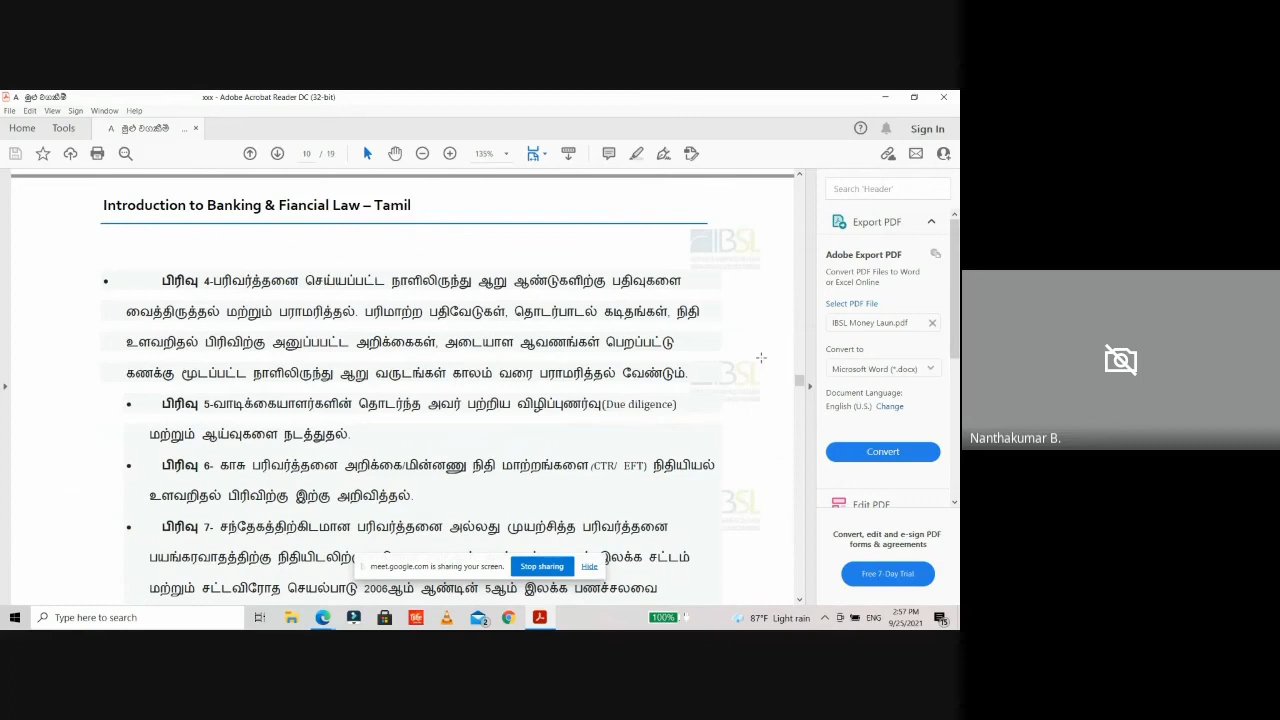 A මුළු වගකීම්
xxx - Adobe Acrobat Reader DC (32-bit)
File Edit View Sign Window Help
Home Tools A මුළු වගකීම් ... ×
Sign In
10 / 19
135%
Search 'Header'
Introduction to Banking & Fiancial Law – Tamil
IBSL
• பிரிவு 4-பரிவர்த்தனை செய்யப்பட்ட நாளிலிருந்து ஆறு ஆண்டுகளிற்கு பதிவுகளை
வைத்திருத்தல் மற்றும் பராமரித்தல். பரிமாற்ற பதிவேடுகள், தொடர்பாடல் கடிதங்கள், நிதி
உளவறிதல் பிரிவிற்கு அனுப்பபட்ட அறிக்கைகள், அடையாள ஆவணங்கள் பெறப்பட்டு
கணக்கு மூடப்பட்ட நாளிலிருந்து ஆறு வருடங்கள் காலம் வரை பராமரித்தல் வேண்டும்.
• பிரிவு 5-வாடிக்கையாளர்களின் தொடர்ந்த அவர் பற்றிய விழிப்புணர்வு(Due diligence)
மற்றும் ஆய்வுகளை நடத்துதல்.
• பிரிவு 6- காசு பரிவர்த்தனை அறிக்கை/மின்னணு நிதி மாற்றங்களை (CTR/ EFT) நிதியியல்
உளவறிதல் பிரிவிற்கு இற்கு அறிவித்தல்.
• பிரிவு 7- சந்தேகத்திற்கிடமான பரிவர்த்தனை அல்லது முயற்சித்த பரிவர்த்தனை
பயங்கரவாதத்திற்கு நிதியிடலிற் இலக்க சட்டம்
மற்றும் சட்டவிரோத செயல்பாடு 2006ஆம் ஆண்டின் 5ஆம் இலக்க பணச்சலவை
meet.google.com is sharing your screen. Stop sharing Hide
Export PDF
Adobe Export PDF
Convert PDF Files to Word
or Excel Online
Select PDF File
IBSL Money Laun.pdf
Convert to
Microsoft Word (*.docx)
Document Language:
English (U.S.) Change
Convert
Edit PDF
Convert, edit and e-sign PDF
forms & agreements
Free 7-Day Trial
Nanthakumar B.
Type here to search
100%
87°F Light rain
ENG
2:57 PM
9/25/2021